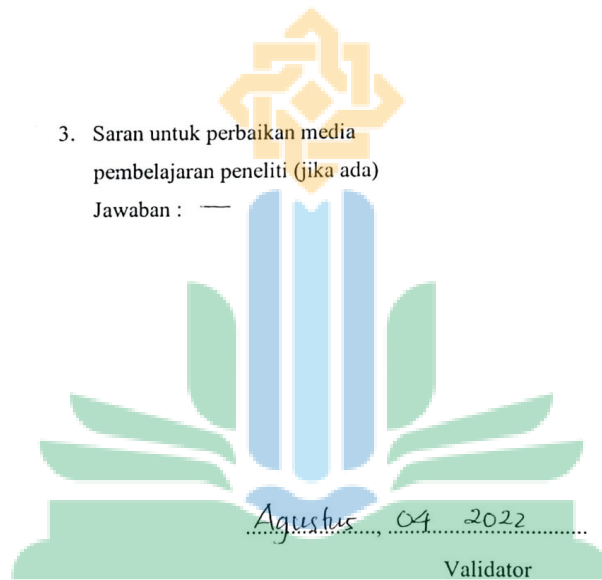 3. Saran untuk perbaikan media
pembelajaran peneliti (jika ada)
Jawaban : —
Agustus, 04 2022
Validator